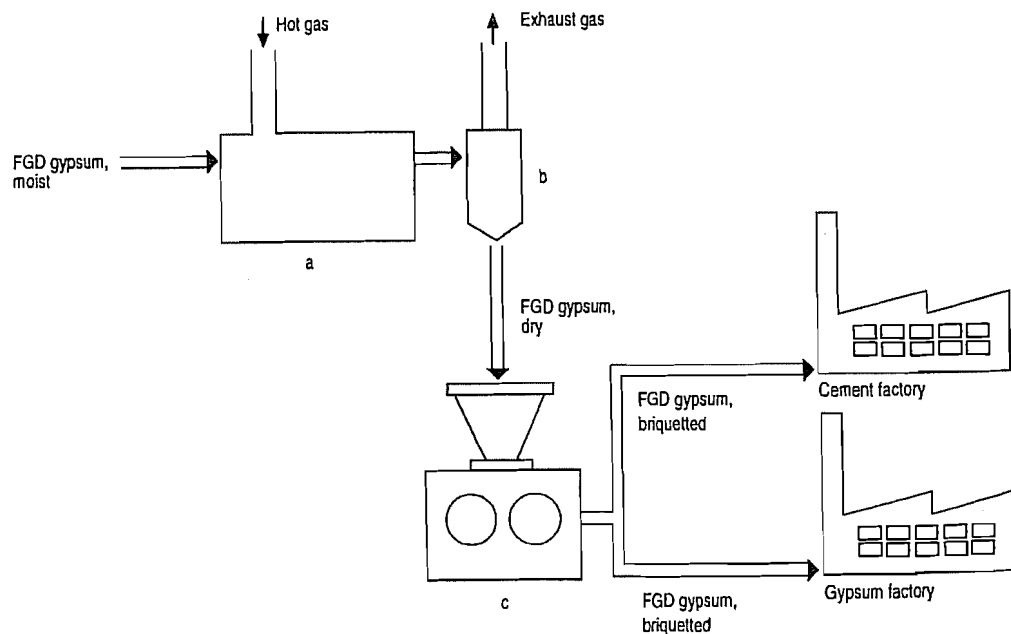 Hot gas
Exhaust gas
FGD gypsum,
moist
b
a
FGD gypsum,
dry
Cement factory
FGD gypsum,
briquetted
c
FGD gypsum,
briquetted
Gypsum factory